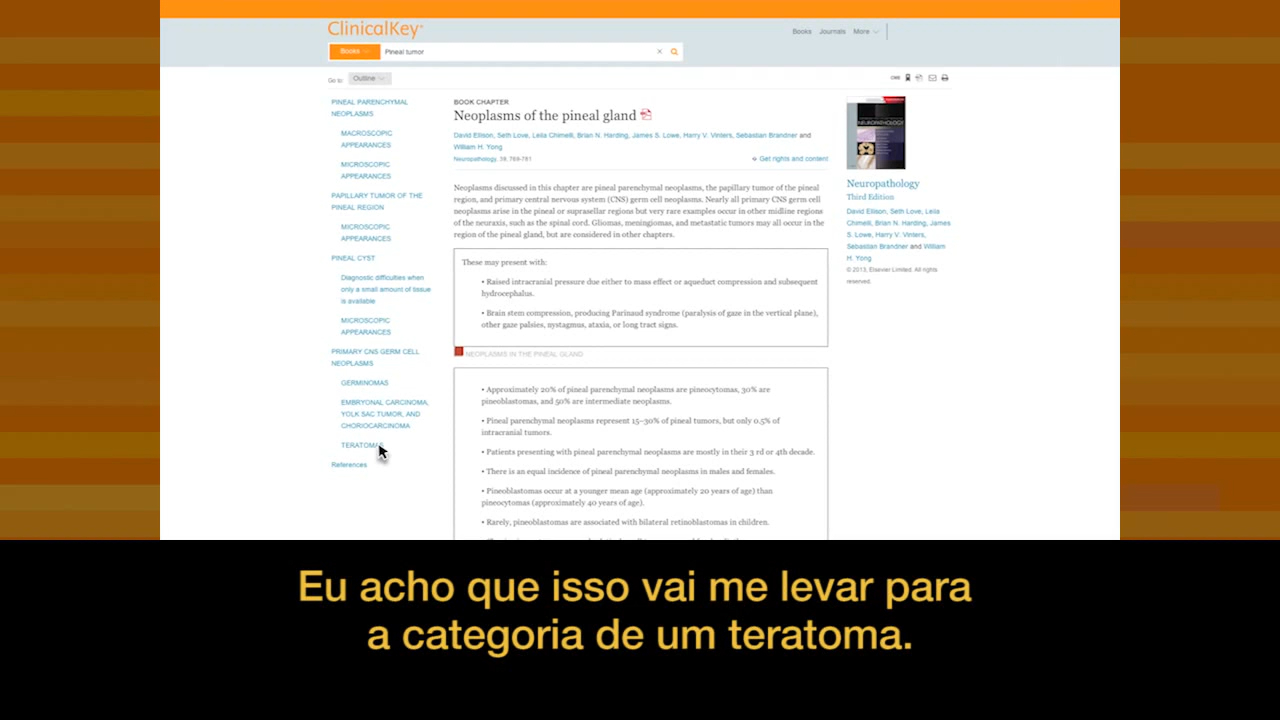 ClinicalKey
Books Journals More
Books Pineal tumor
Go to: Outline
PINEAL PARENCHYMAL
NEOPLASMS
MACROSCOPIC
APPEARANCES
MICROSCOPIC
APPEARANCES
PAPILLARY TUMOR OF THE
PINEAL REGION
MICROSCOPIC
APPEARANCES
PINEAL CYST
Diagnostic difficulties when
only a small amount of tissue
is available
MICROSCOPIC
APPEARANCES
PRIMARY CNS GERM CELL
NEOPLASMS
GERMINOMAS
EMBRYONAL CARCINOMA,
YOLK SAC TUMOR, AND
CHORIOCARCINOMA
TERATOMAS
References
BOOK CHAPTER
Neoplasms of the pineal gland
David Ellison, Seth Love, Leila Chimelli, Brian N. Harding, James S. Lowe, Harry V. Vinters, Sebastian Brandner and
William H. Yong
Neuropathology, 38, 769-781
Get rights and content
Neoplasms discussed in this chapter are pineal parenchymal neoplasms, the papillary tumor of the pineal
region, and primary central nervous system (CNS) germ cell neoplasms. Nearly all primary CNS germ cell
neoplasms arise in the pineal or suprasellar regions but very rare examples occur in other midline regions
of the neuraxis, such as the spinal cord. Gliomas, meningiomas, and metastatic tumors may all occur in the
region of the pineal gland, but are considered in other chapters.
These may present with:
• Raised intracranial pressure due either to mass effect or aqueduct compression and subsequent
hydrocephalus.
• Brain stem compression, producing Parinaud syndrome (paralysis of gaze in the vertical plane),
other gaze palsies, nystagmus, ataxia, or long tract signs.
NEOPLASMS IN THE PINEAL GLAND
• Approximately 20% of pineal parenchymal neoplasms are pineocytomas, 30% are
pineoblastomas, and 50% are intermediate neoplasms.
• Pineal parenchymal neoplasms represent 15–30% of pineal tumors, but only 0.5% of
intracranial tumors.
• Patients presenting with pineal parenchymal neoplasms are mostly in their 3 rd or 4th decade.
• There is an equal incidence of pineal parenchymal neoplasms in males and females.
• Pineoblastomas occur at a younger mean age (approximately 20 years of age) than
pineocytomas (approximately 40 years of age).
• Rarely, pineoblastomas are associated with bilateral retinoblastomas in children.
NEUROPATHOLOGY
Neuropathology
Third Edition
David Ellison, Seth Love, Leila
Chimelli, Brian N. Harding, James
S. Lowe, Harry V. Vinters,
Sebastian Brandner and William
H. Yong
© 2013, Elsevier Limited. All rights
reserved.
Eu acho que isso vai me levar para
a categoria de um teratoma.